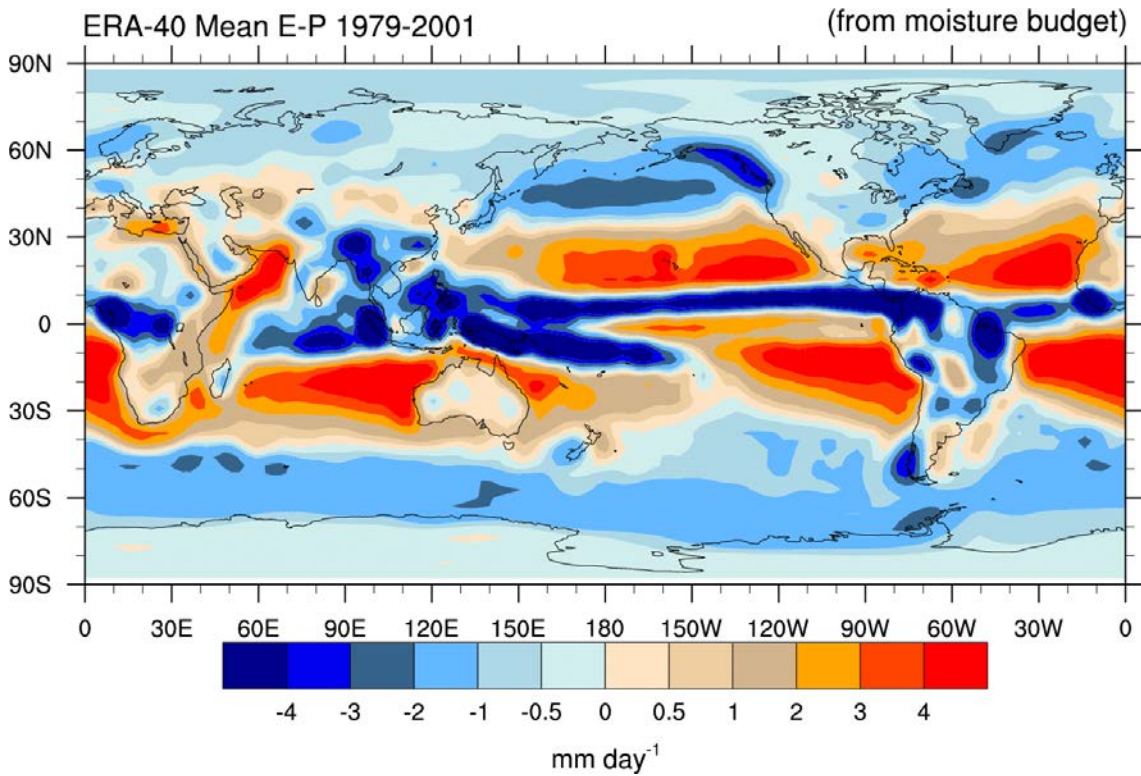 ERA-40 Mean E-P 1979-2001 (from moisture budget)
90N
60N
30N
0
30S
60S
90S
0 30E 60E 90E 120E 150E 180 150W 120W 90W 60W 30W 0
-4 -3 -2 -1 -0.5 0 0.5 1 2 3 4
mm day⁻¹